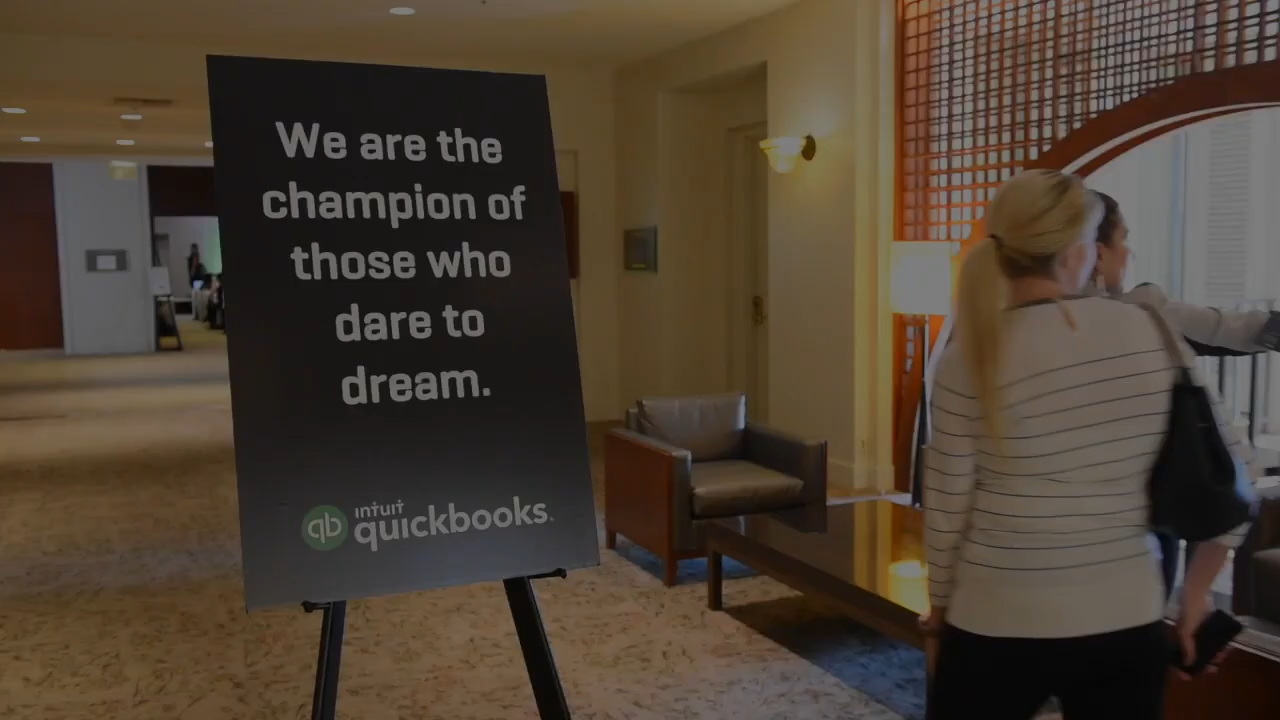 We are the
champion of
those who
dare to
dream.
intuit
quickbooks.